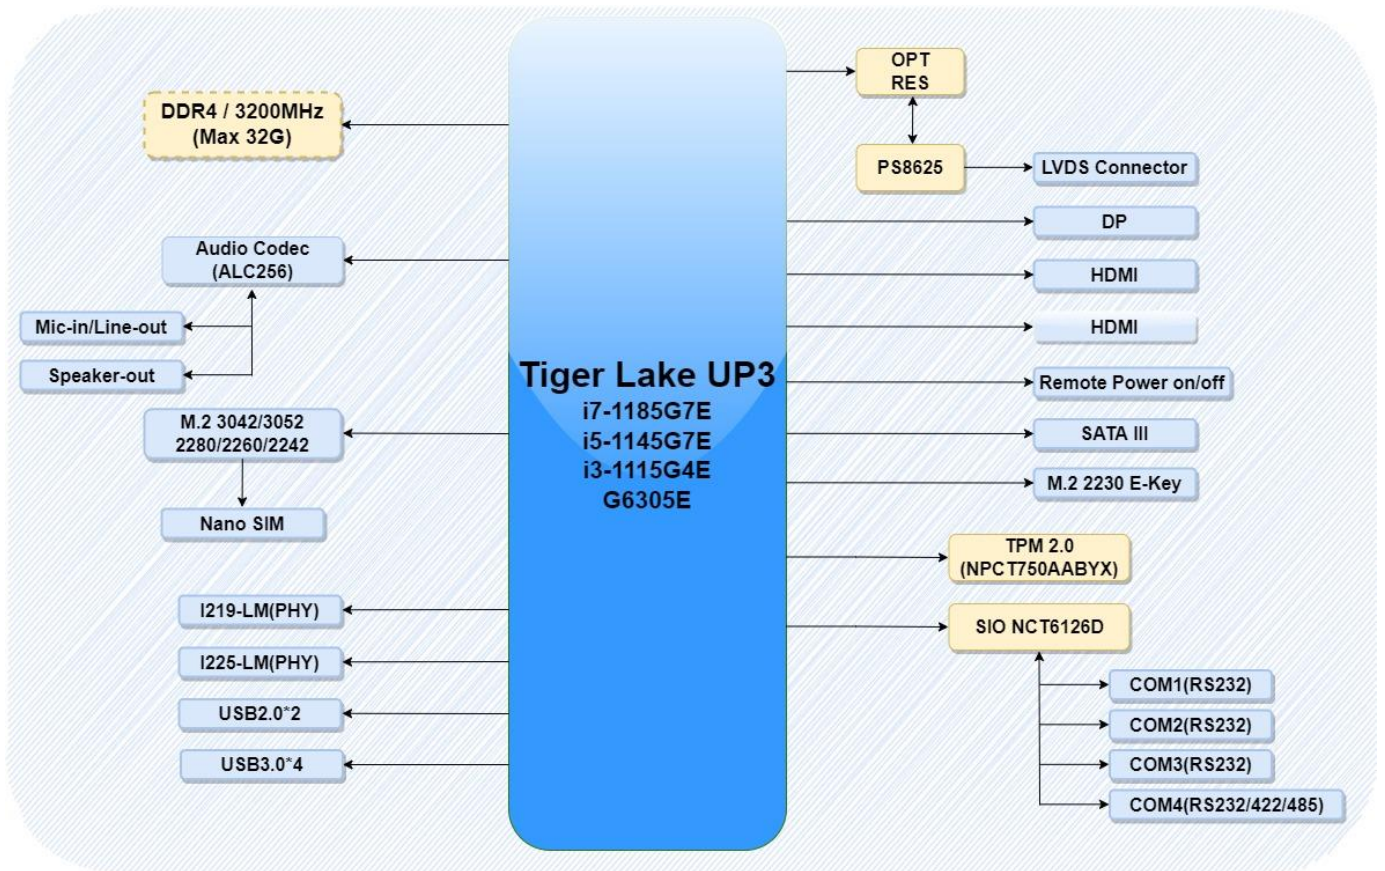 DDR4 / 3200MHz
(Max 32G)
Audio Codec
(ALC256)
Mic-in/Line-out
Speaker-out
M.2 3042/3052
2280/2260/2242
Nano SIM
I219-LM(PHY)
I225-LM(PHY)
USB2.0*2
USB3.0*4
Tiger Lake UP3
i7-1185G7E
i5-1145G7E
i3-1115G4E
G6305E
OPT
RES
PS8625
LVDS Connector
DP
HDMI
HDMI
Remote Power on/off
SATA III
M.2 2230 E-Key
TPM 2.0
(NPCT750AABYX)
SIO NCT6126D
COM1(RS232)
COM2(RS232)
COM3(RS232)
COM4(RS232/422/485)